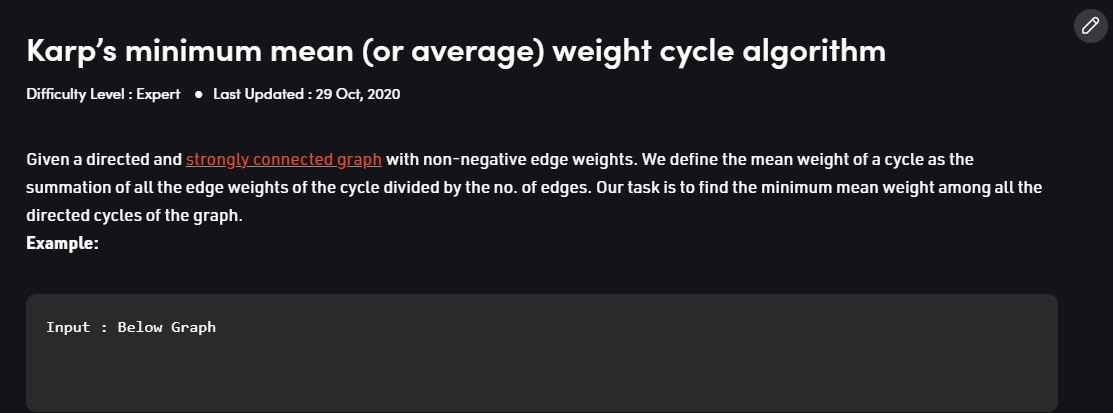 Karp’s minimum mean (or average) weight cycle algorithm
Difficulty Level : Expert ● Last Updated : 29 Oct, 2020
Given a directed and strongly connected graph with non-negative edge weights. We define the mean weight of a cycle as the
summation of all the edge weights of the cycle divided by the no. of edges. Our task is to find the minimum mean weight among all the
directed cycles of the graph.
Example:
Input : Below Graph